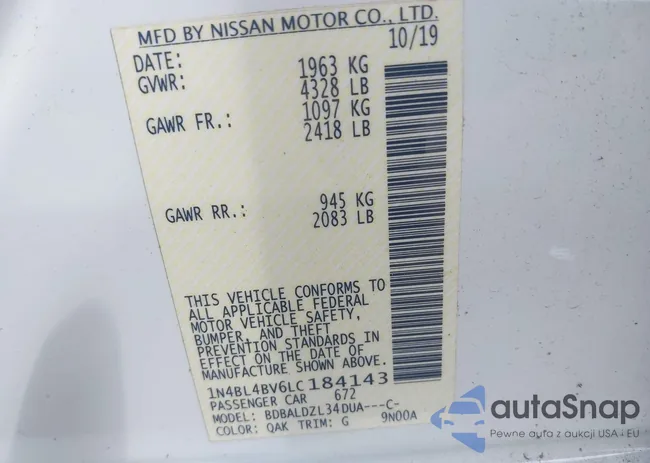 MFD BY NISSAN MOTOR CO., LTD.
DATE: 10/19
GVWR: 1963 KG
4328 LB
GAWR FR.: 1097 KG
2418 LB
GAWR RR.: 945 KG
2083 LB
THIS VEHICLE CONFORMS TO
ALL APPLICABLE FEDERAL
MOTOR VEHICLE SAFETY,
BUMPER, AND THEFT
PREVENTION STANDARDS IN
EFFECT ON THE DATE OF
MANUFACTURE SHOWN ABOVE.
1N4BL4BV6LC184143
PASSENGER CAR 672
MODEL: BDBALDZL34DUA---C-
COLOR: QAK TRIM: G 9N00A
autoSnap
Pewne auta z aukcji USA i EU